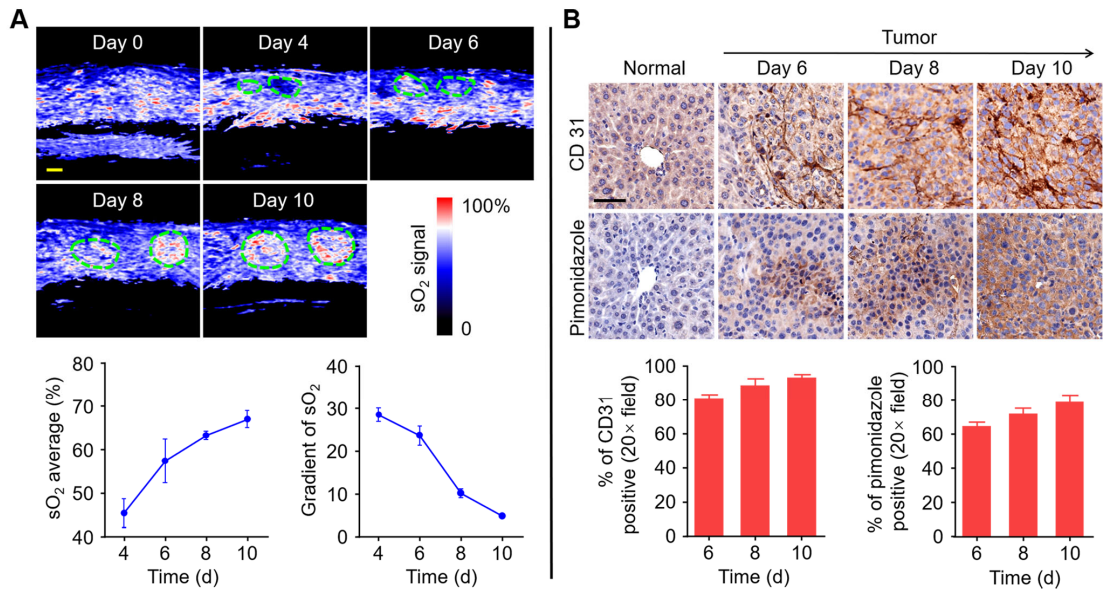 A
Day 0
Day 4
Day 6
Day 8
Day 10
sO2 signal
100%
0
sO2 average (%)
80
70
60
50
40
4 6 8 10
Time (d)
Gradient of sO2
40
30
20
10
0
4 6 8 10
Time (d)
B
Tumor
Normal Day 6 Day 8 Day 10
CD 31
Pimonidazole
% of CD31
positive (20× field)
100
80
60
40
20
0
6 8 10
Time (d)
% of pimonidazole
positive (20× field)
100
80
60
40
20
0
6 8 10
Time (d)